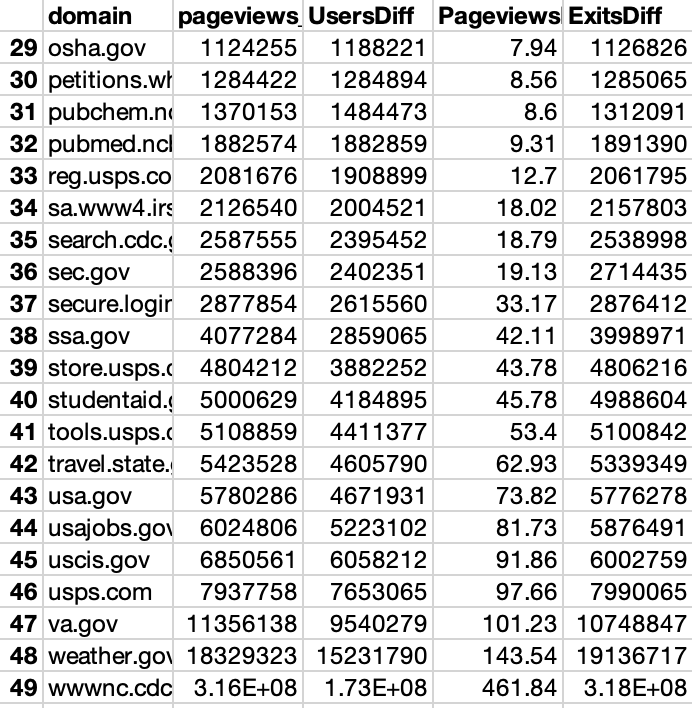 domain pageviews_ UsersDiff Pageviews ExitsDiff
29 osha.gov 1124255 1188221 7.94 1126826
30 petitions.wh 1284422 1284894 8.56 1285065
31 pubchem.nc 1370153 1484473 8.6 1312091
32 pubmed.ncl 1882574 1882859 9.31 1891390
33 reg.usps.co 2081676 1908899 12.7 2061795
34 sa.www4.irs 2126540 2004521 18.02 2157803
35 search.cdc.g 2587555 2395452 18.79 2538998
36 sec.gov 2588396 2402351 19.13 2714435
37 secure.login 2877854 2615560 33.17 2876412
38 ssa.gov 4077284 2859065 42.11 3998971
39 store.usps.c 4804212 3882252 43.78 4806216
40 studentaid.g 5000629 4184895 45.78 4988604
41 tools.usps.c 5108859 4411377 53.4 5100842
42 travel.state.g 5423528 4605790 62.93 5339349
43 usa.gov 5780286 4671931 73.82 5776278
44 usajobs.gov 6024806 5223102 81.73 5876491
45 uscis.gov 6850561 6058212 91.86 6002759
46 usps.com 7937758 7653065 97.66 7990065
47 va.gov 11356138 9540279 101.23 10748847
48 weather.gov 18329323 15231790 143.54 19136717
49 wwwnc.cdc 3.16E+08 1.73E+08 461.84 3.18E+08